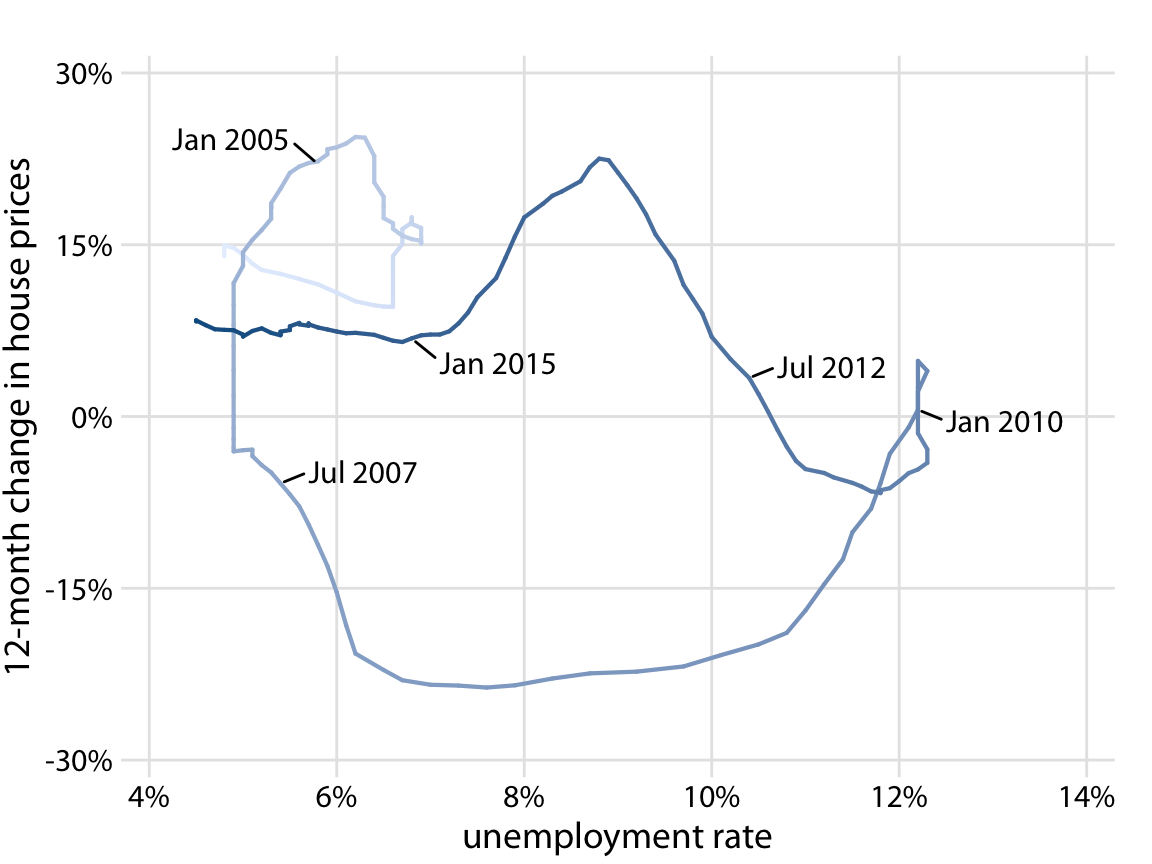 30%
15%
0%
-15%
-30%
12-month change in house prices
Jan 2005
Jan 2015
Jul 2012
Jan 2010
Jul 2007
4%
6%
8%
10%
12%
14%
unemployment rate